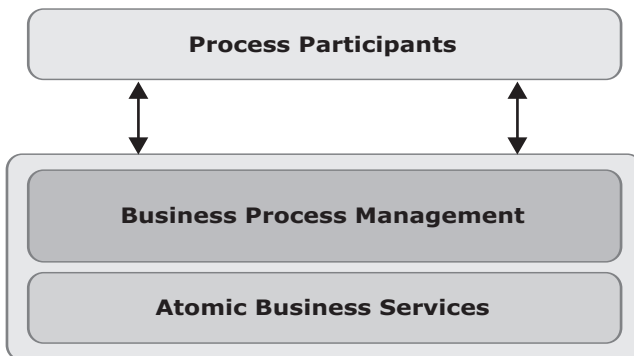 Process Participants
Business Process Management
Atomic Business Services